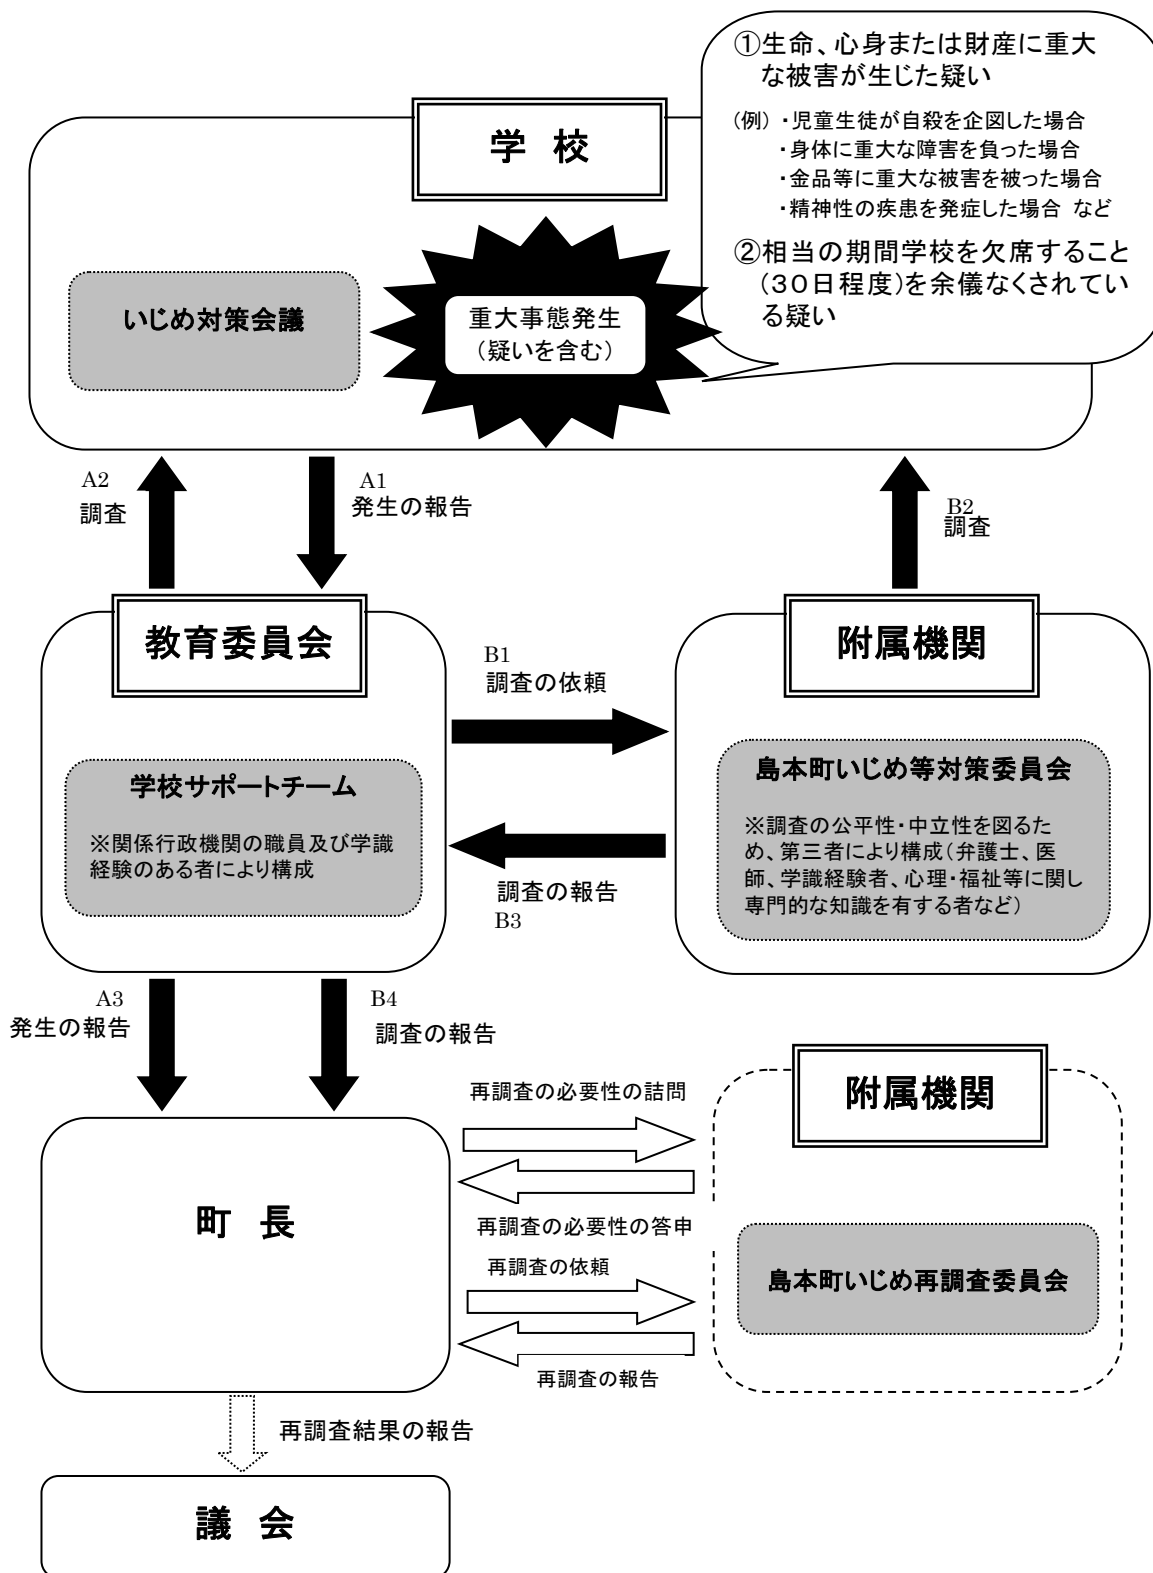 ①生命、心身または財産に重大
な被害が生じた疑い
(例) ・児童生徒が自殺を企図した場合
・身体に重大な障害を負った場合
・金品等に重大な被害を被った場合
・精神性の疾患を発症した場合 など
②相当の期間学校を欠席すること
(30日程度)を余儀なくされてい
る疑い
学 校
いじめ対策会議
重大事態発生
(疑いを含む)
A2
調査
A1
発生の報告
B2
調査
教育委員会
B1
調査の依頼
附属機関
学校サポートチーム
※関係行政機関の職員及び学識
経験のある者により構成
島本町いじめ等対策委員会
※調査の公平性・中立性を図るた
め、第三者により構成(弁護士、医
師、学識経験者、心理・福祉等に関し
専門的な知識を有する者など)
調査の報告
B3
A3
発生の報告
B4
調査の報告
附属機関
再調査の必要性の詰問
町 長
再調査の必要性の答申
再調査の依頼
島本町いじめ再調査委員会
再調査の報告
再調査結果の報告
議 会